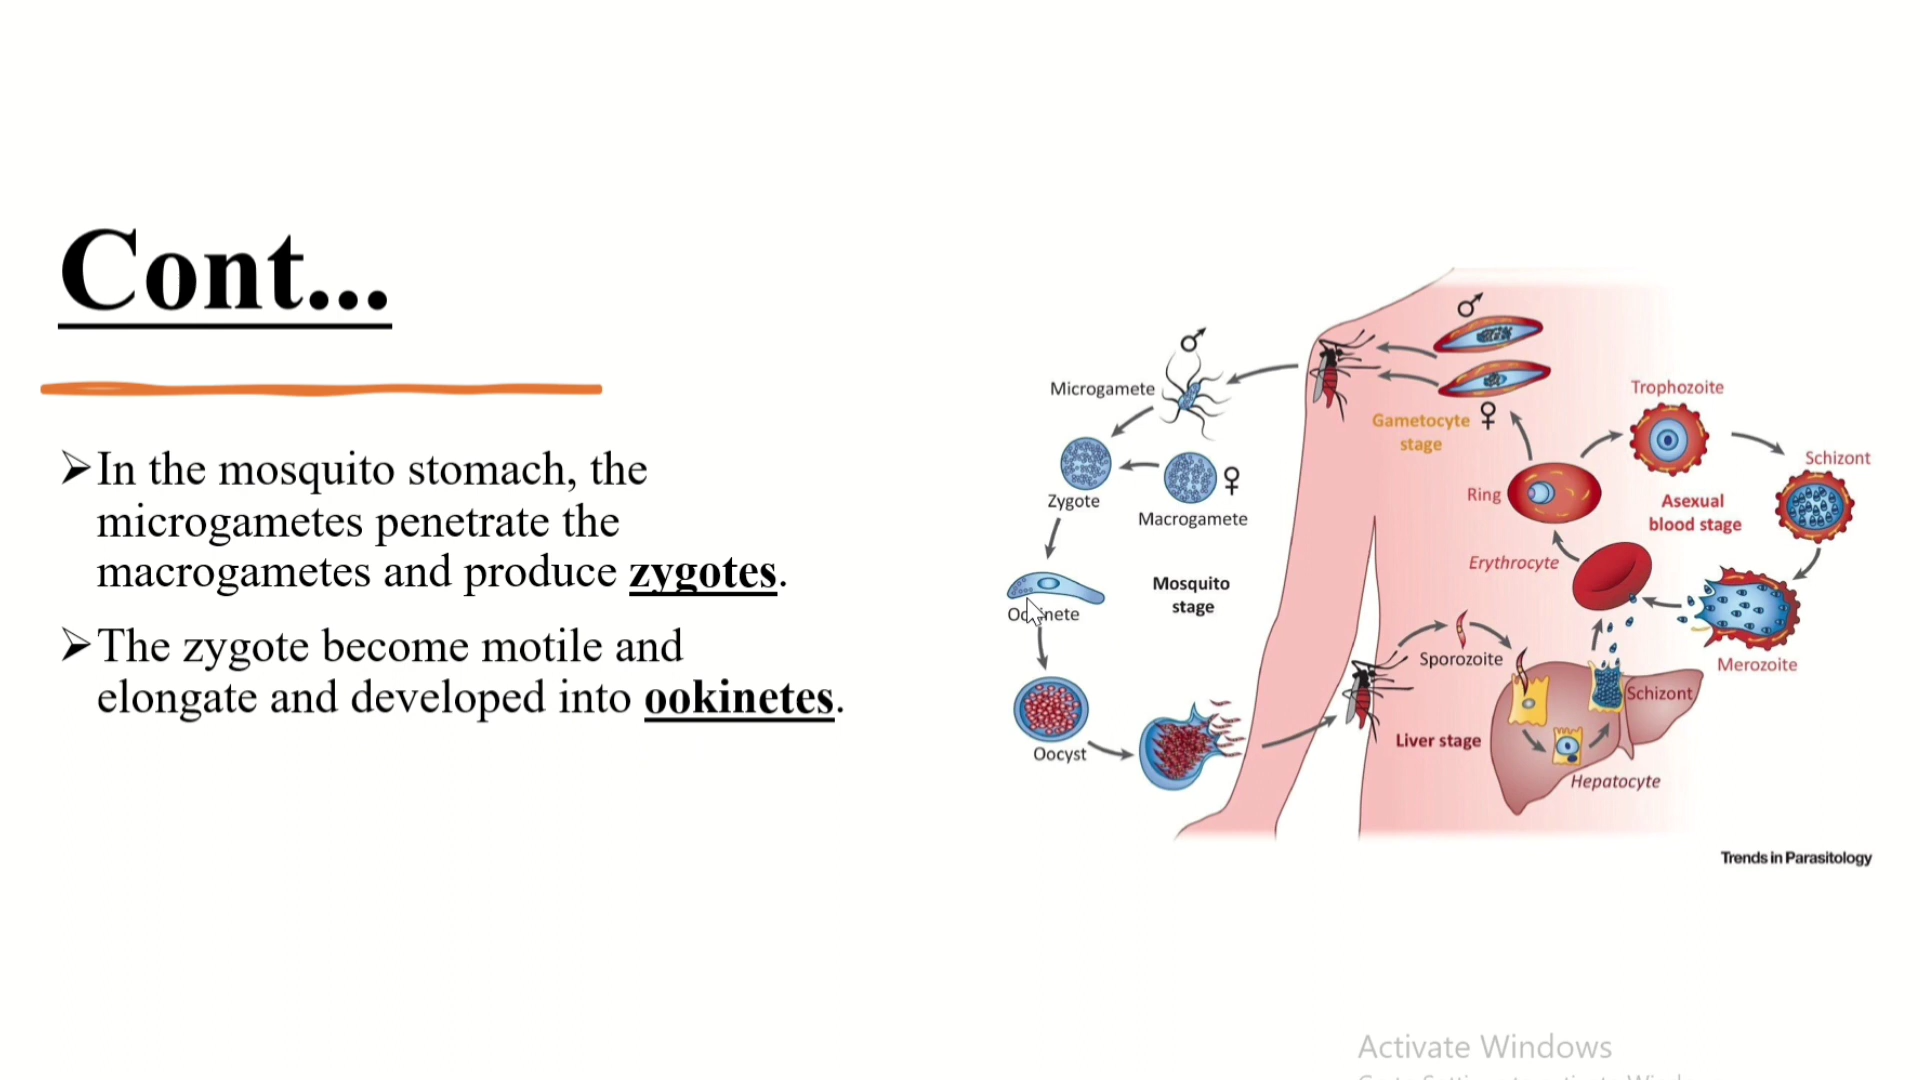 Cont...
➢In the mosquito stomach, the
microgametes penetrate the
macrogametes and produce zygotes.
➢The zygote become motile and
elongate and developed into ookinetes.
Microgamete
Zygote
Macrogamete
Mosquito
stage
Oocyst
Gametocyte
stage
Trophozoite
Schizont
Ring
Asexual
blood stage
Erythrocyte
Merozoite
Sporozoite
Schizont
Liver stage
Hepatocyte
Trends in Parasitology
Activate Windows